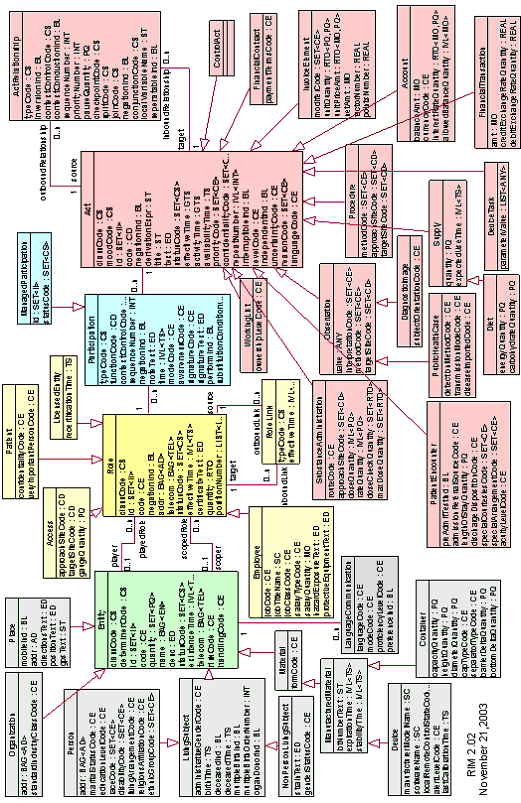 ActRelationship
typeCode : CS
inversionInd : BL
contextControlCode : CS
contextConductionInd : BL
sequenceNumber : INT
priorityNumber : INT
pauseQuantity : PQ
checkpointCode : CS
splitCode : CS
joinCode : CS
negationInd : BL
conjunctionCode : CS
localVariableName : ST
seperatableInd : BL
ControlAct
FinancialContract
paymentTermsCode : CE
InvoiceElement
modifierCode : SET<CE>
unitQuantity : RTO<PQ,PQ>
unitPriceAmt : RTO<MO,PQ>
netAmt : MO
factorNumber : REAL
pointsNumber : REAL
Account
balanceAmt : MO
currencyCode : CE
interestRateQuantity : RTO<MO,PQ>
allowedBalanceQuantity : IVL<MO>
FinancialTransaction
amt : MO
creditExchangeRateQuantity : REAL
debitExchangeRateQuantity : REAL
0..n
outboundRelationship
1
source
0..n
inboundRelationship
1
target
Act
classCode : CS
moodCode : CS
id : SET<II>
code : CD
negationInd : BL
derivationExpr : ST
title : ST
text : ED
statusCode : SET<CS>
effectiveTime : GTS
activityTime : GTS
availabilityTime : TS
priorityCode : SET<CE>
confidentialityCode : SET<C...
repeatNumber : IVL<INT>
interruptibleInd : BL
levelCode : CE
independentInd : BL
uncertaintyCode : CE
reasonCode : SET<CE>
languageCode : CE
Procedure
methodCode : SET<CE>
approachSiteCode : SET<CD>
targetSiteCode : SET<CD>
Supply
quantity : PQ
expectedUseTime : IVL<TS>
DeviceTask
parameterValue : LIST<ANY>
ManagedParticipation
id : SET<II>
statusCode : SET<CS>
Participation
typeCode : CS
functionCode : CD
contextControlCode...
sequenceNumber : INT
negationInd : BL
noteText : ED
time : IVL<TS>
modeCode : CE
awarenessCode : CE
signatureCode : CE
signatureText : ED
performInd : BL
substitutionConditionC...
1
0..n
WorkingList
ownershipLevelCode : CE
Observation
value : ANY
interpretationCode : SET<CE>
methodCode : SET<CE>
targetSiteCode : SET<CD>
DiagnosticImage
subjectOrientationCode : CE
PublicHealthCase
detectionMethodCode : CE
transmissionModeCode : CE
diseaseImportedCode : CE
Diet
energyQuantity : PQ
carbohydrateQuantity : PQ
Patient
confidentialityCode : CE
veryImportantPersonCode : CE
LicensedEntity
recertificationTime : TS
Access
approachSiteCode : CD
targetSiteCode : CD
gaugeQuantity : PQ
Role
classCode : CS
id : SET<II>
code : CE
negationInd : BL
addr : BAG<AD>
telecom : BAG<TEL>
statusCode : SET<CS>
effectiveTime : IVL<TS>
certificateText : ED
quantity : RTO
positionNumber : LIST<I...
0..n
1
source
outboundLink
0..n
RoleLink
typeCode : CS
effectiveTime : IVL<...
1
target
inboundLink
0..n
SubstanceAdministration
routeCode : CE
approachSiteCode : SET<CD>
doseQuantity : IVL<PQ>
rateQuantity : IVL<PQ>
doseCheckQuantity : SET<RTO>
maxDoseQuantity : SET<RTO>
PatientEncounter
preAdmitTestInd : BL
admissionReferralSourceCode : CE
lengthOfStayQuantity : PQ
dischargeDispositionCode : CE
specialCourtesiesCode : SET<CE>
specialAccommodationCode : SET<CE>
acuityLevelCode : CE
player
0..1
playedRole
0..n
scopedRole
0..n
scoper
0..1
Employee
jobCode : CE
jobTitleName : SC
jobClassCode : CE
salaryTypeCode : CE
salaryQuantity : MO
hazardExposureText : ED
protectiveEquipmentText : ED
Place
mobileInd : BL
addr : AD
directionsText : ED
positionText : ED
gpsText : ST
Entity
classCode : CS
determinerCode : CS
id : SET<II>
code : CE
quantity : SET<PQ>
name : BAG<EN>
desc : ED
statusCode : SET<CS>
existenceTime : IVL<T...
telecom : BAG<TEL>
riskCode : CE
handlingCode : CE
1
0..n
LanguageCommunication
languageCode : CE
modeCode : CE
proficiencyLevelCode : CE
preferenceInd : BL
Organization
addr : BAG<AD>
standardIndustryClassCode : CE
Person
addr : BAG<AD>
maritalStatusCode : CE
educationLevelCode : CE
raceCode : SET<CE>
disabilityCode : SET<CE>
livingArrangementCode : CE
religiousAffiliationCode : CE
ethnicGroupCode : SET<CE>
LivingSubject
administrativeGenderCode : CE
birthTime : TS
deceasedInd : BL
deceasedTime : TS
multipleBirthInd : BL
multipleBirthOrderNumber : INT
organDonorInd : BL
NonPersonLivingSubject
strainText : ED
genderStatusCode : CE
Material
formCode : CE
ManufacturedMaterial
lotNumberText : ST
expirationTime : IVL<TS>
stabilityTime : IVL<TS>
Container
capacityQuantity : PQ
heightQuantity : PQ
diameterQuantity : PQ
capTypeCode : CE
separatorTypeCode : CE
barrierDeltaQuantity : PQ
bottomDeltaQuantity : PQ
Device
manufacturerModelName : SC
softwareName : SC
localRemoteControlStateCode...
alertLevelCode : CE
lastCalibrationTime : TS
RIM 2.02
November 21 2003